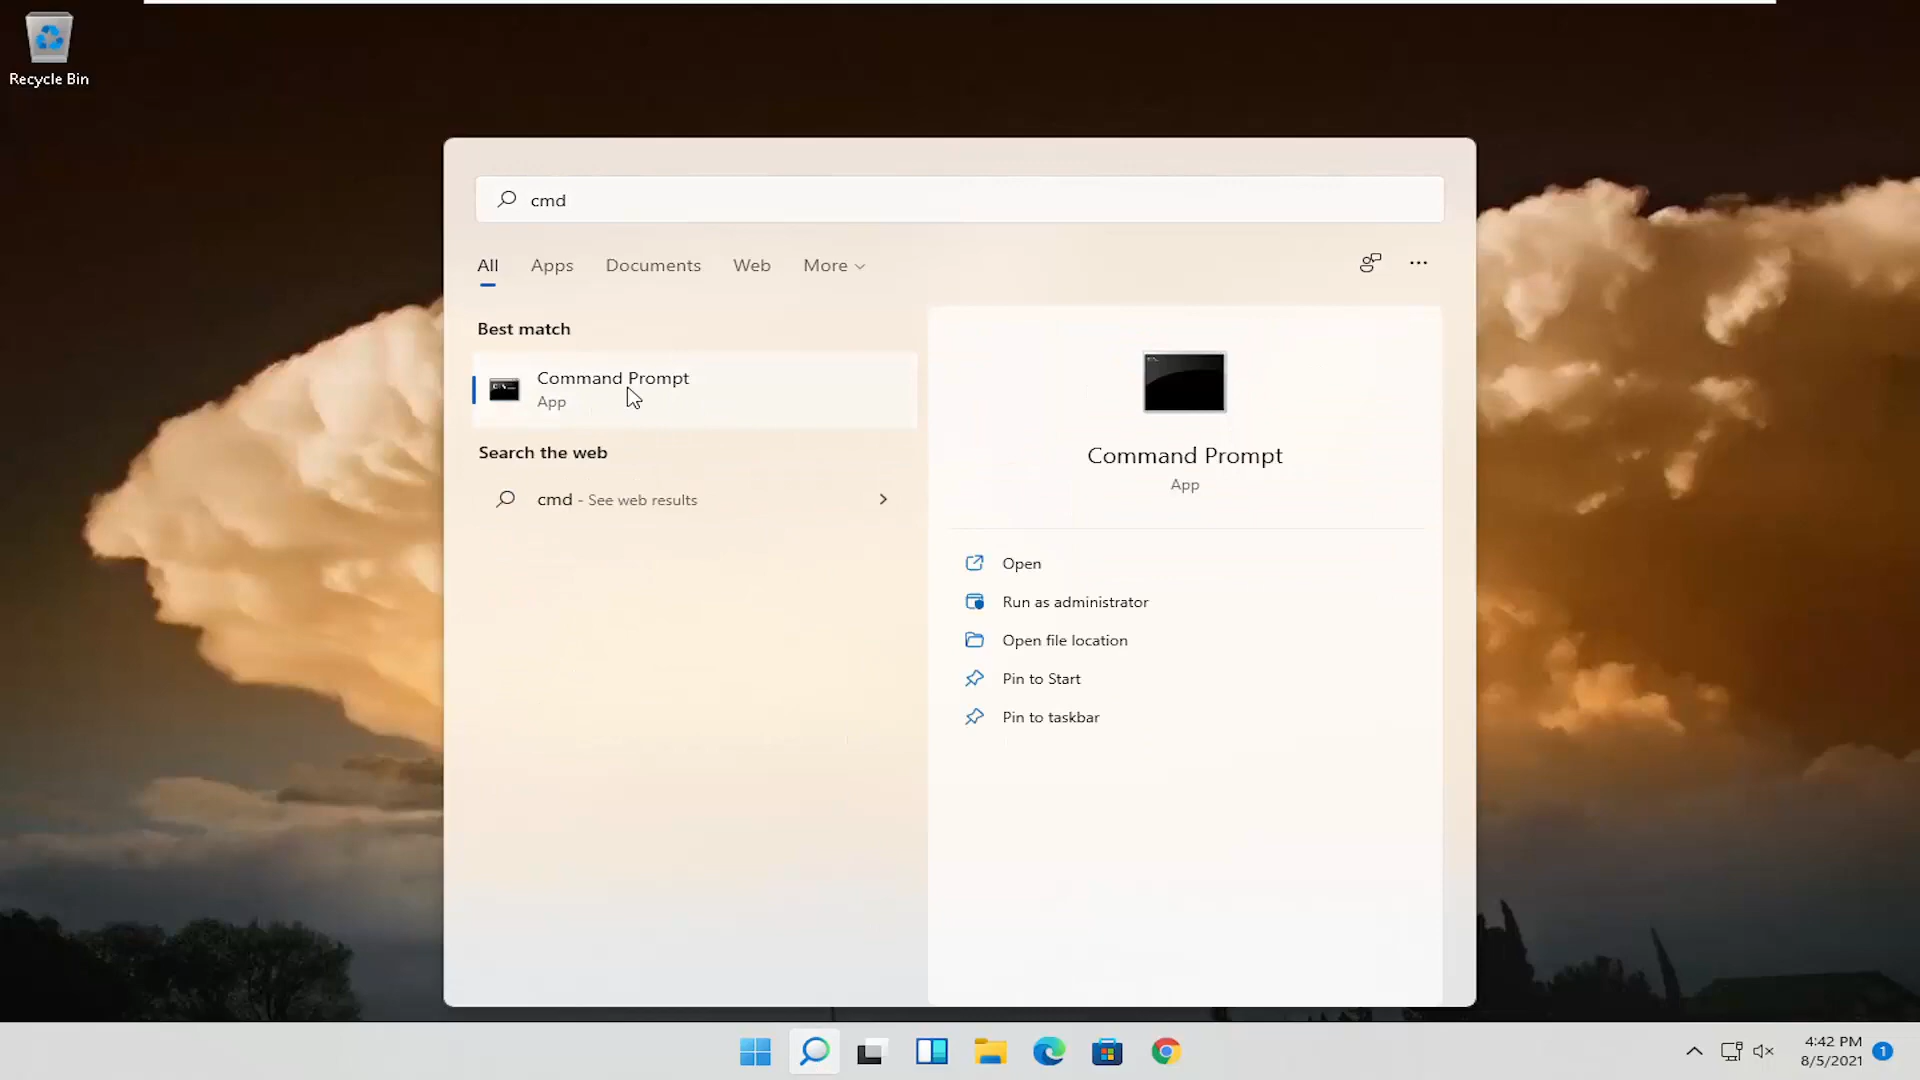 Recycle Bin
cmd
All Apps Documents Web More
Best match
Command Prompt
App
Search the web
cmd - See web results
Command Prompt
App
Open
Run as administrator
Open file location
Pin to Start
Pin to taskbar
4:42 PM
8/5/2021
1